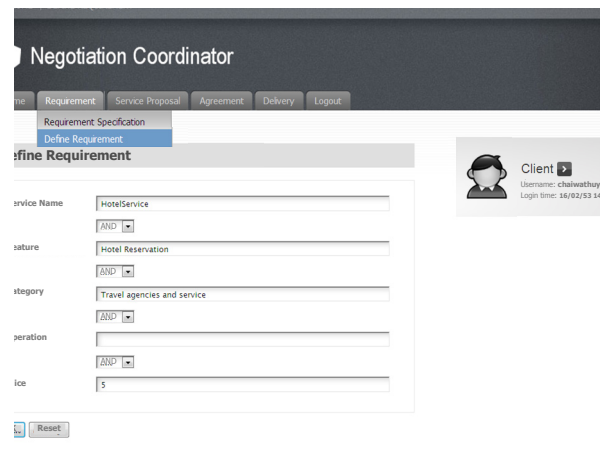 Negotiation Coordinator
me Requirement Service Proposal Agreement Delivery Logout
Requirement Specification
Define Requirement
efine Requirement
Client
Username: chaiwathuy
Login time: 16/02/53 14
ervice Name HotelService
AND
eature Hotel Reservation
AND
ategory Travel agencies and service
AND
peration
AND
ice 5
Reset